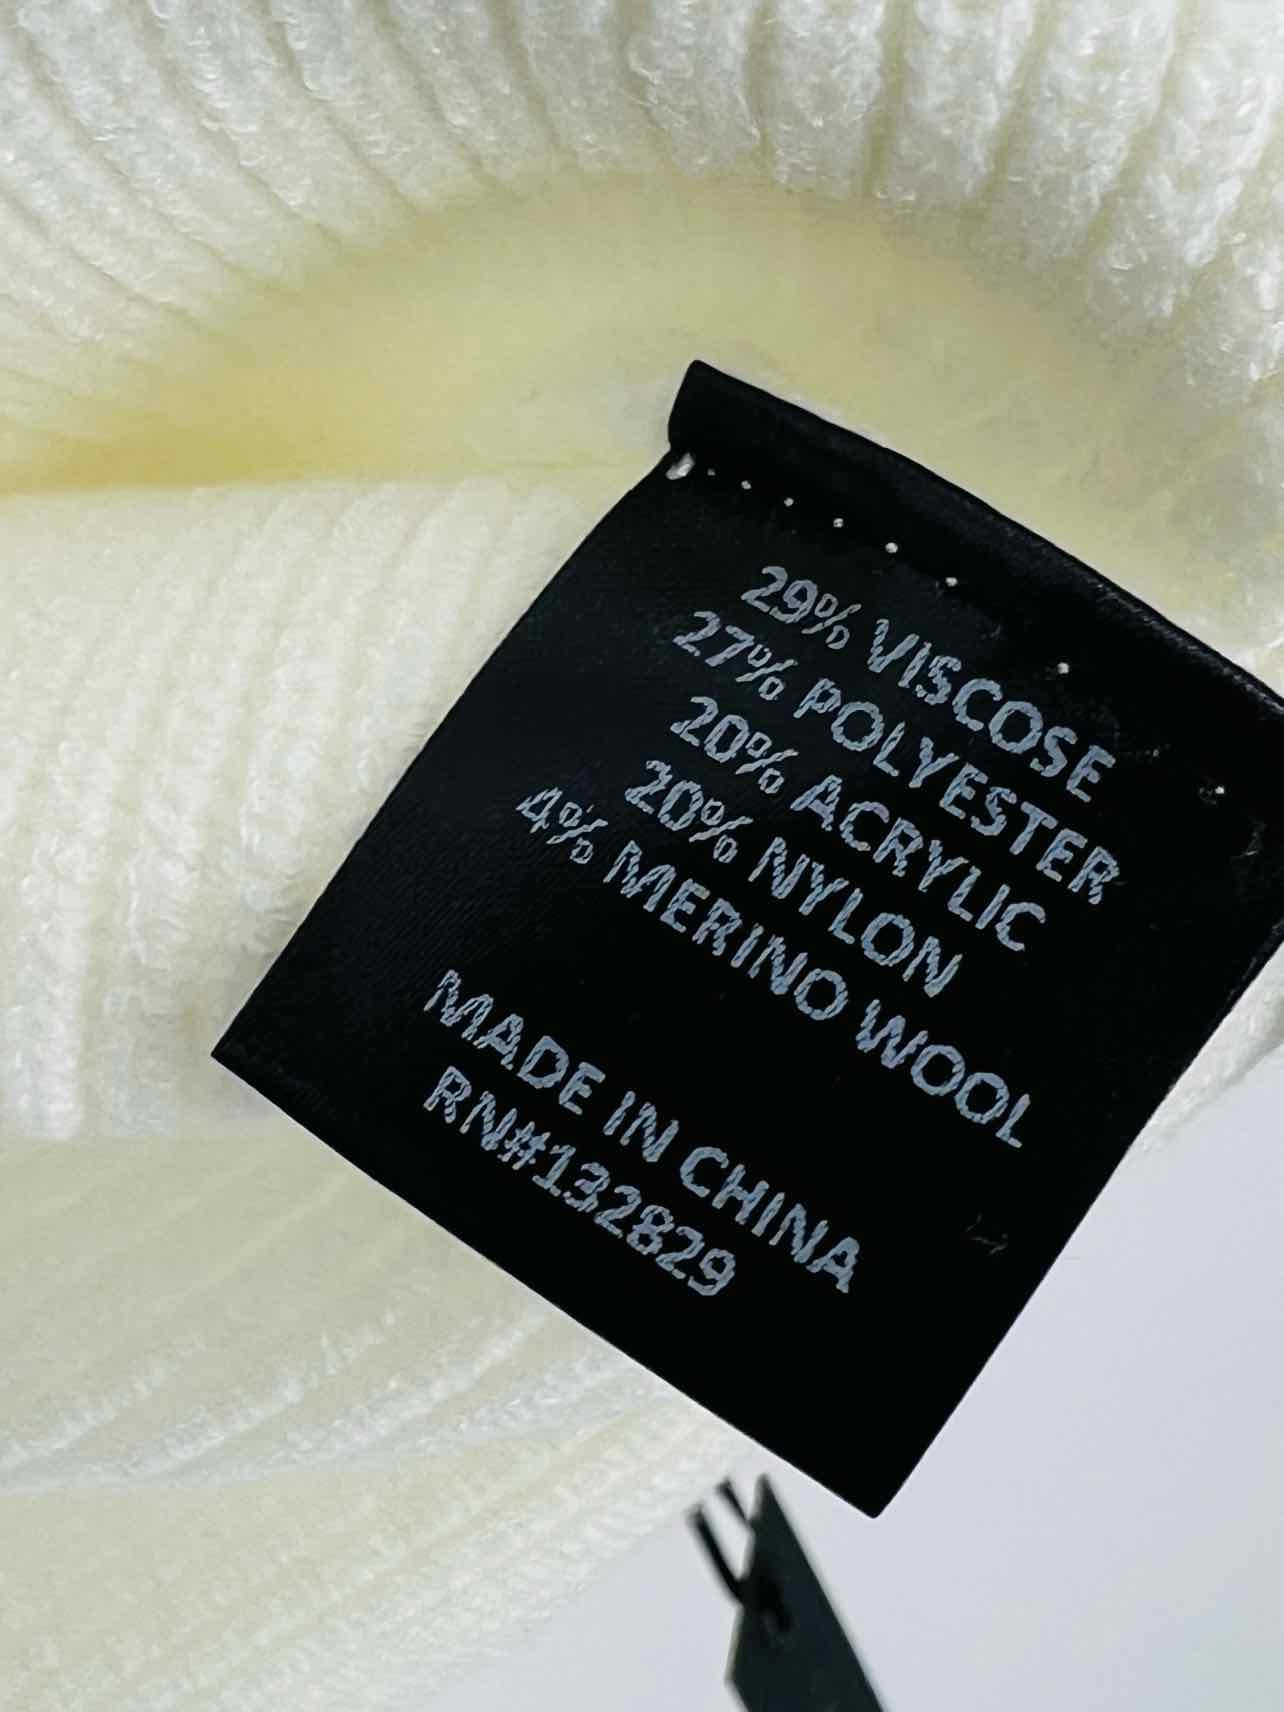 29% VISCOSE
27% POLYESTER
20% ACRYLIC
20% NYLON
4% MERINO WOOL
MADE IN CHINA
RN#132829